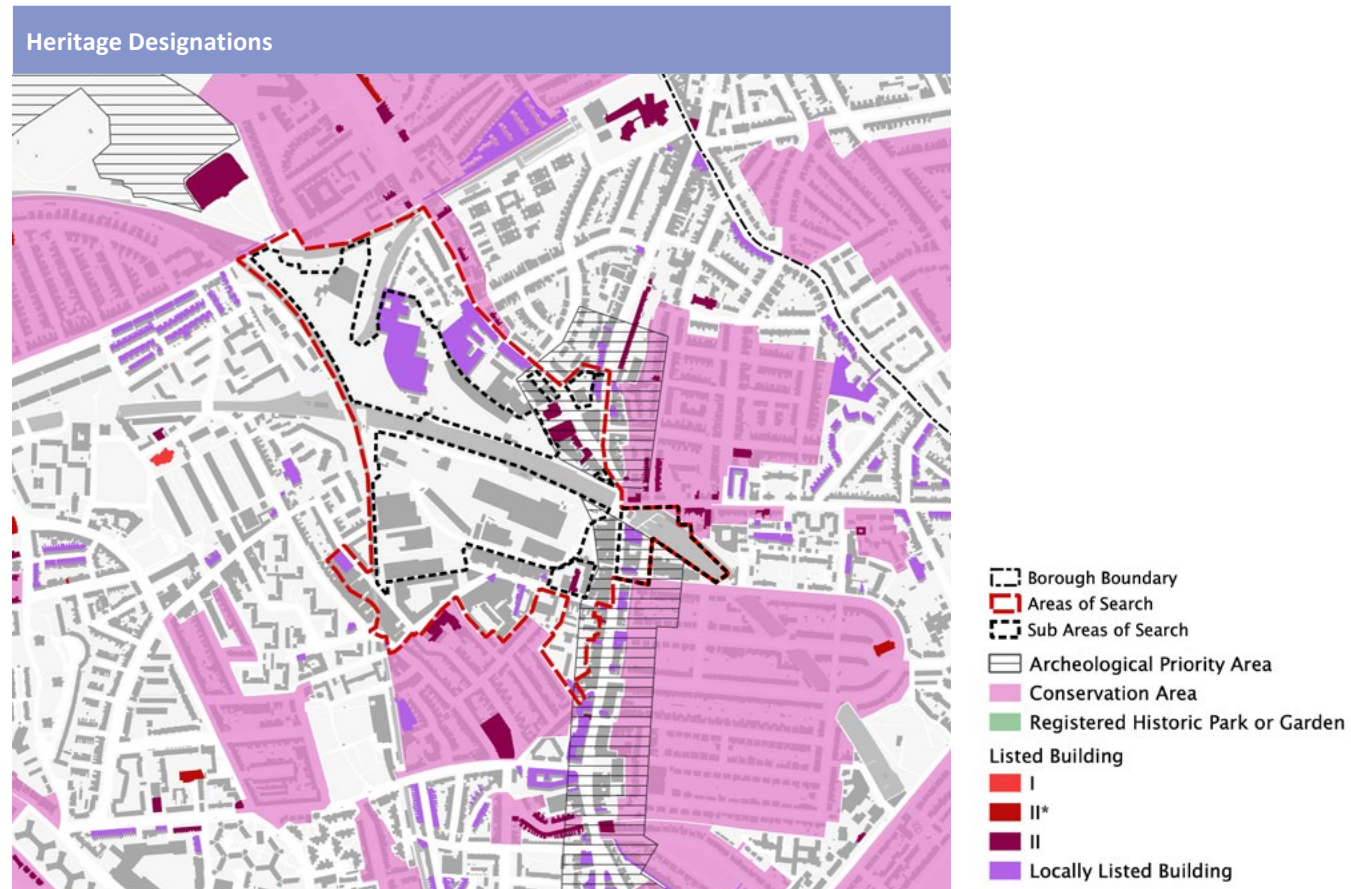 Heritage Designations
Borough Boundary
Areas of Search
Sub Areas of Search
Archeological Priority Area
Conservation Area
Registered Historic Park or Garden
Listed Building
I
II*
II
Locally Listed Building